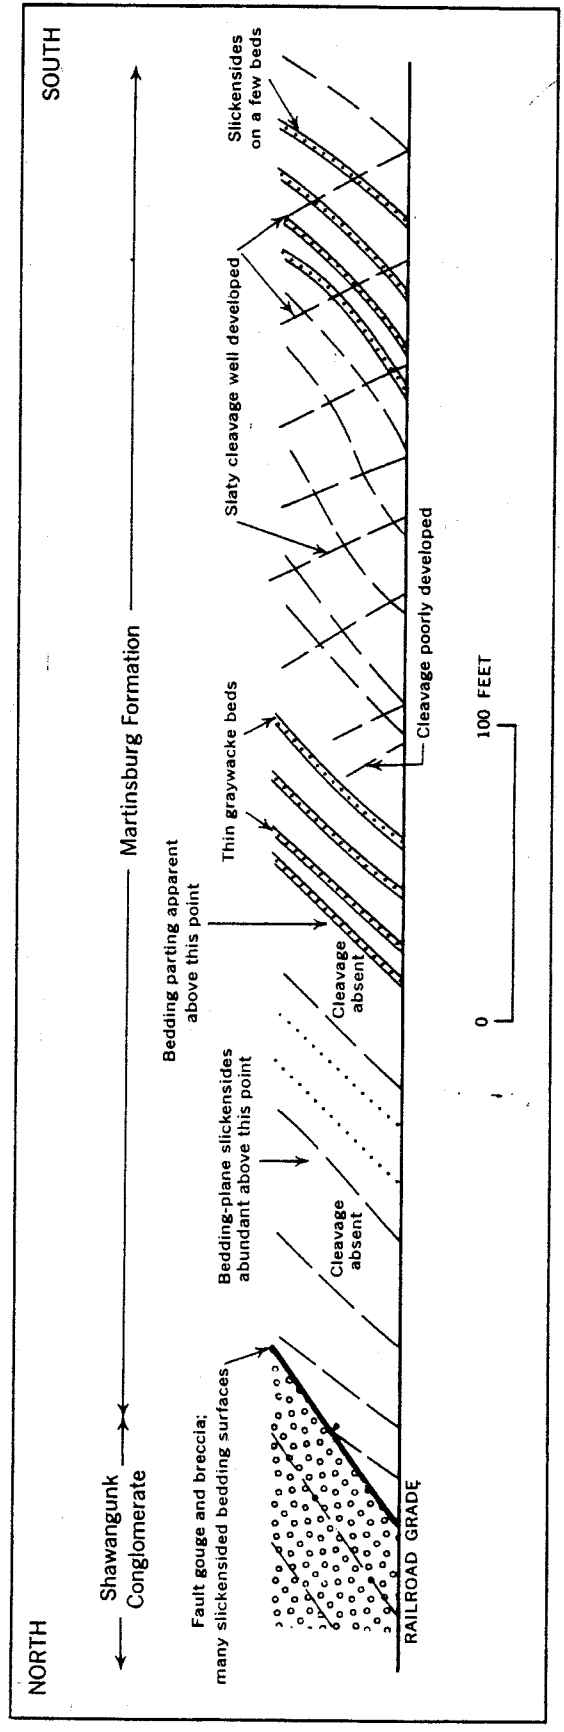 NORTH
SOUTH
Shawangunk
Conglomerate
Martinsburg Formation
Fault gouge and breccia;
many slickensided bedding surfaces
Bedding-plane slickensides
abundant above this point
Bedding parting apparent
above this point
Thin graywacke beds
Slaty cleavage well developed
Slickensides
on a few beds
Cleavage
absent
Cleavage
absent
Cleavage poorly developed
RAILROAD GRADE
0
100 FEET